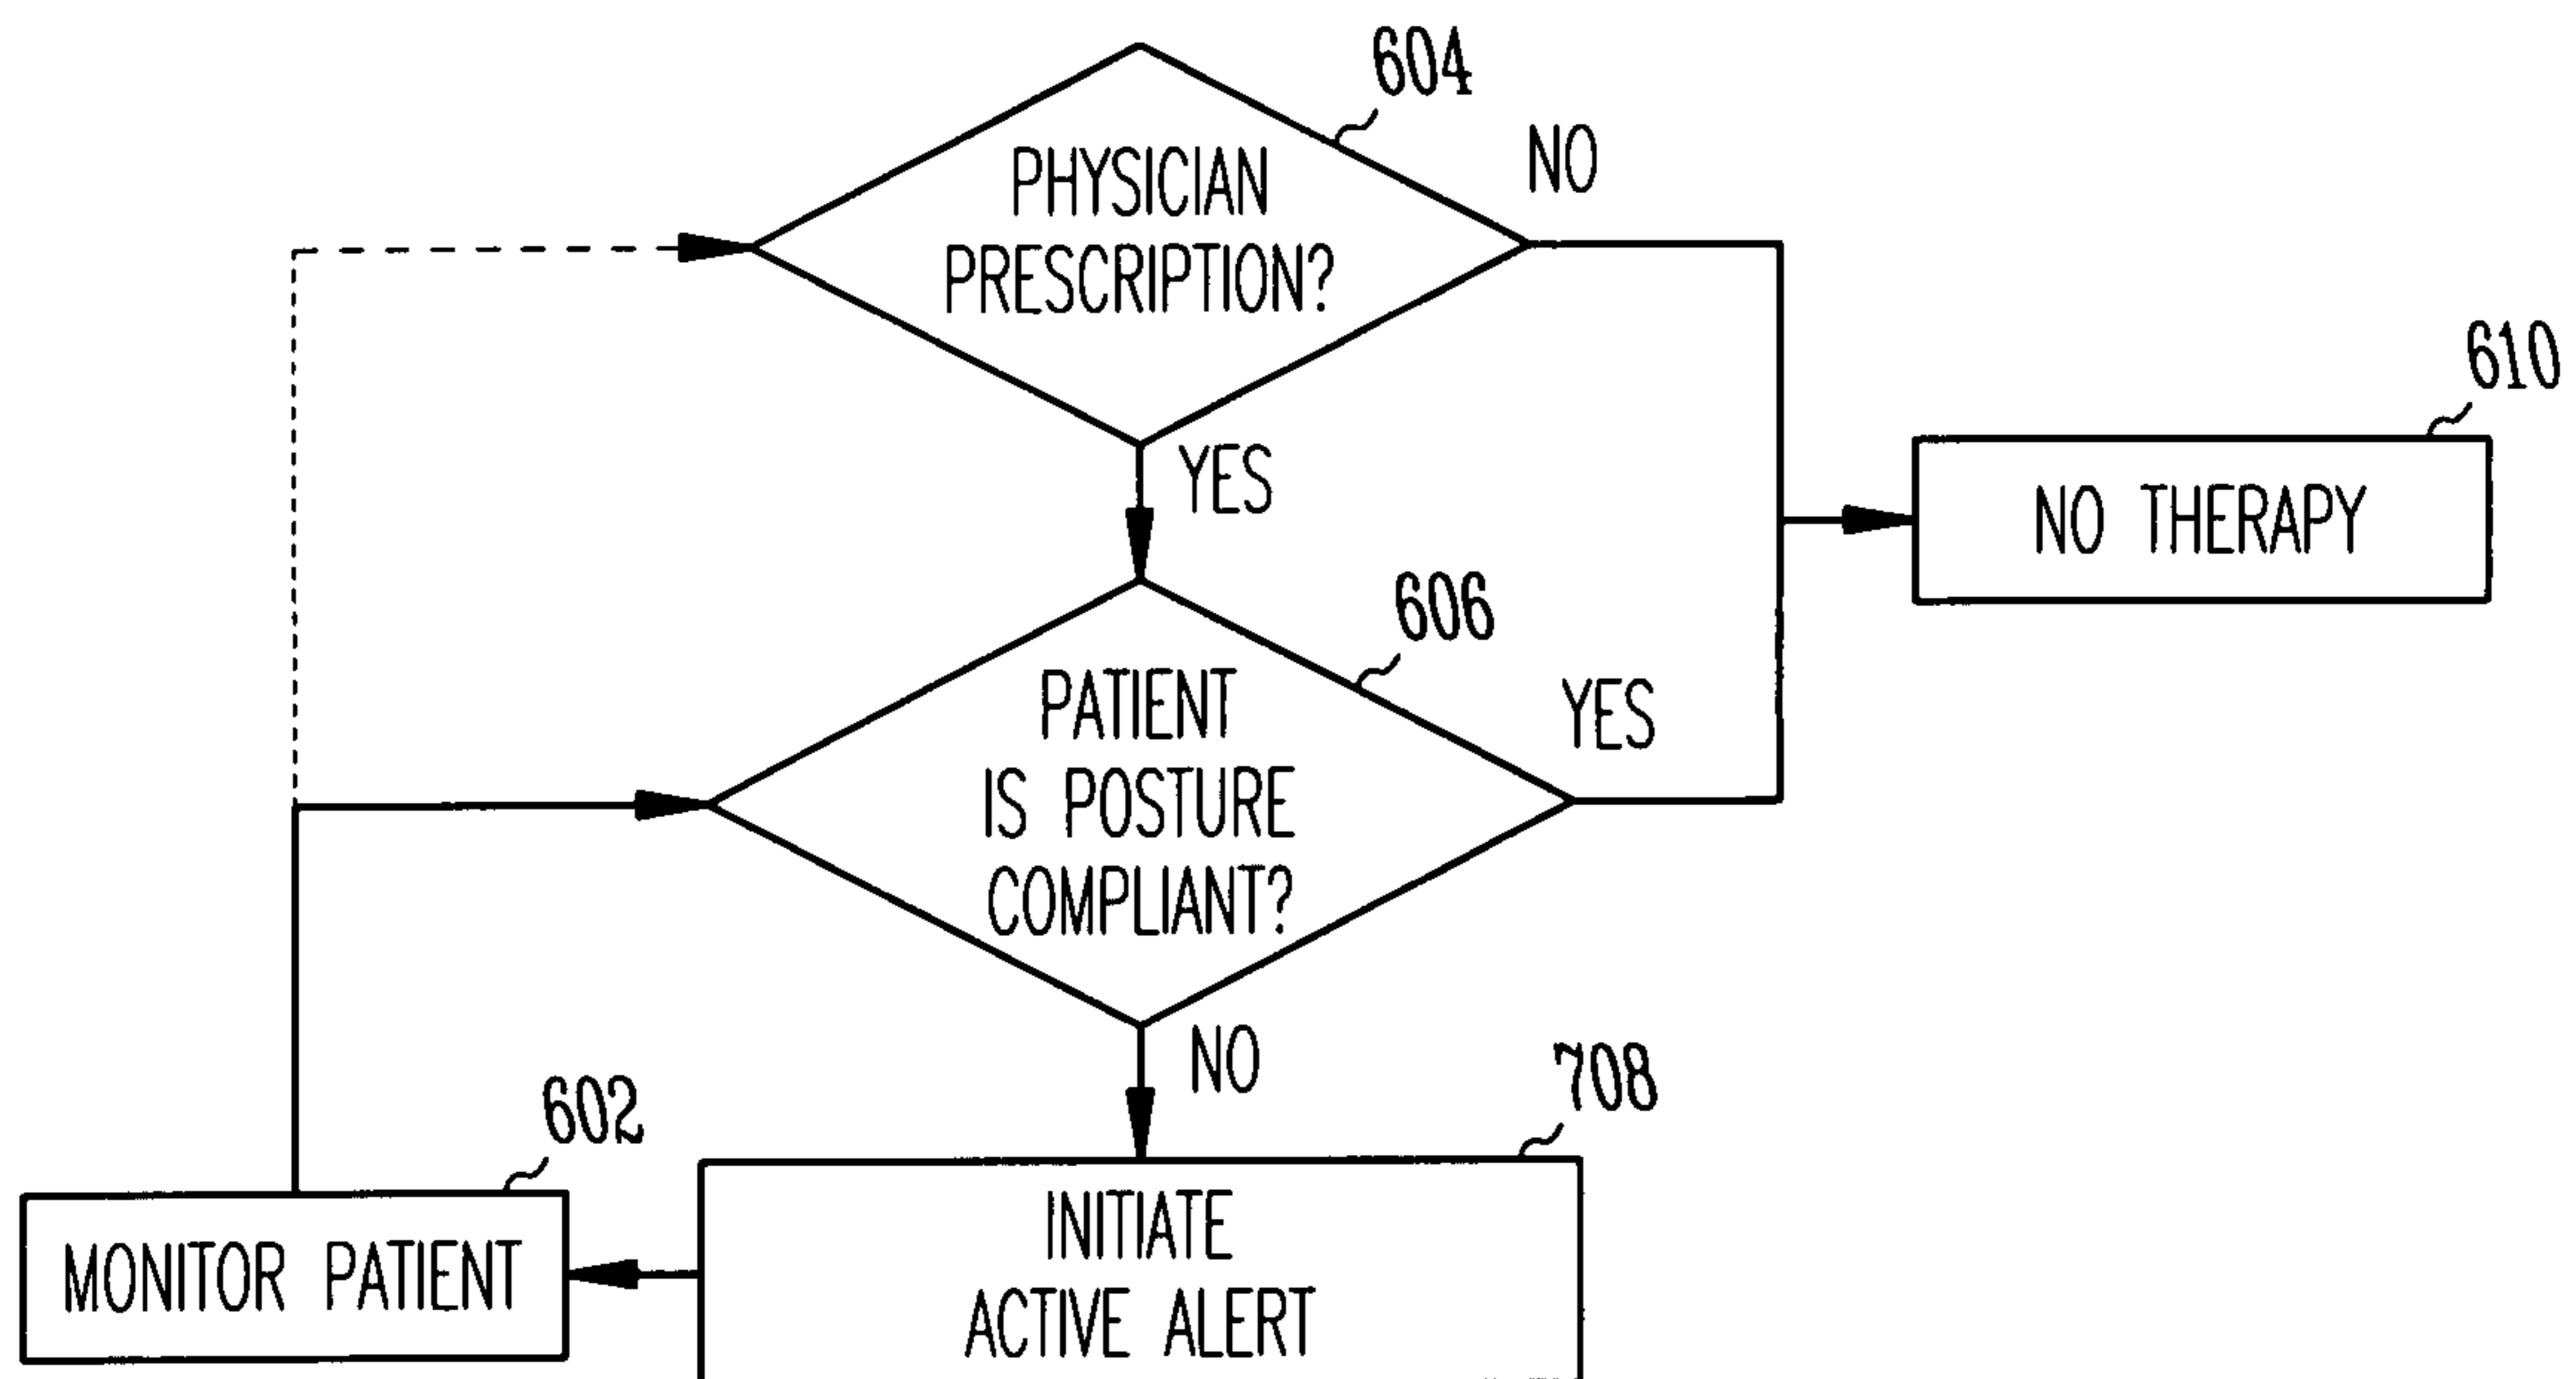 604
PHYSICIAN
PRESCRIPTION?
NO
610
NO THERAPY
YES
606
PATIENT
IS POSTURE
COMPLIANT?
YES
NO
708
602
MONITOR PATIENT
INITIATE
ACTIVE ALERT